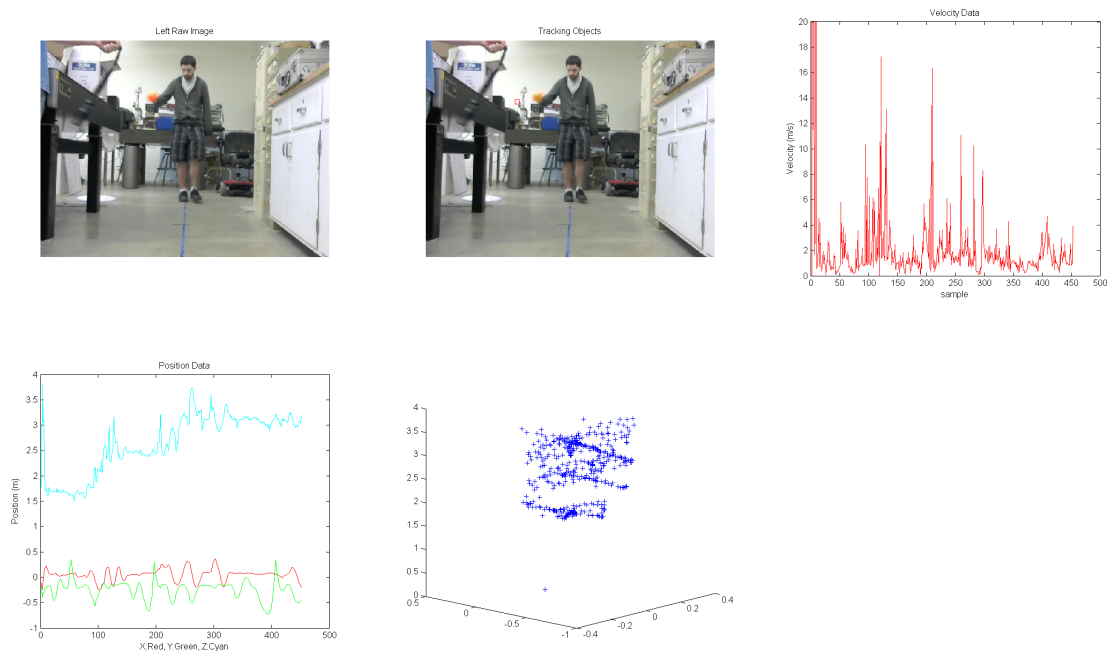 Left Raw Image
Tracking Objects
Velocity Data
20
18
16
14
12
10
8
6
4
2
0
Velocity (m/s)
0 50 100 150 200 250 300 350 400 450 500
sample
Position Data
4
3.5
3
2.5
2
1.5
1
0.5
0
-0.5
-1
Position (m)
0 100 200 300 400 500
X:Red, Y:Green, Z:Cyan
4
3.5
3
2.5
2
1.5
1
0.5
0
0.5 0 -0.5 -1
-0.4 -0.2 0 0.2 0.4